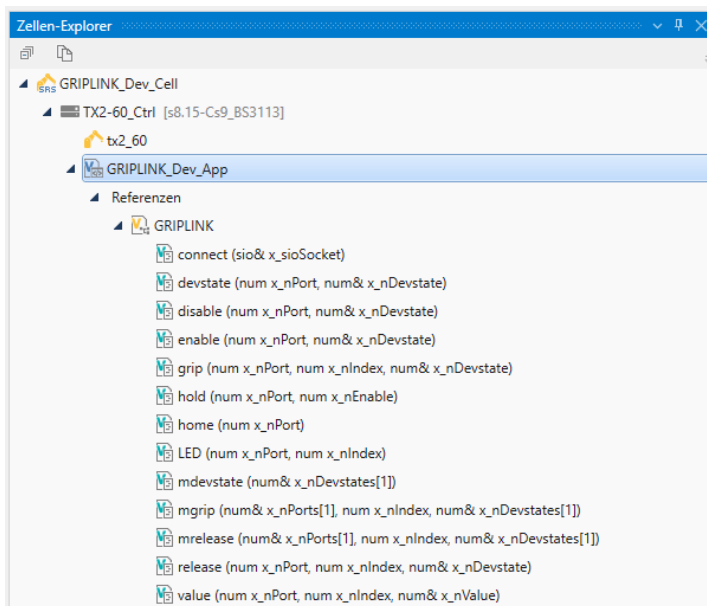 Zellen-Explorer
GRIPLINK_Dev_Cell
SRS
TX2-60_Ctrl [s8.15-Cs9_BS3113]
tx2_60
GRIPLINK_Dev_App
Referenzen
GRIPLINK
connect (sio& x_sioSocket)
devstate (num x_nPort, num& x_nDevstate)
disable (num x_nPort, num& x_nDevstate)
enable (num x_nPort, num& x_nDevstate)
grip (num x_nPort, num x_nIndex, num& x_nDevstate)
hold (num x_nPort, num x_nEnable)
home (num x_nPort)
LED (num x_nPort, num x_nIndex)
mdevstate (num& x_nDevstates[1])
mgrip (num& x_nPorts[1], num x_nIndex, num& x_nDevstates[1])
mrelease (num& x_nPorts[1], num x_nIndex, num& x_nDevstates[1])
release (num x_nPort, num x_nIndex, num& x_nDevstate)
value (num x_nPort, num x_nIndex, num& x_nValue)